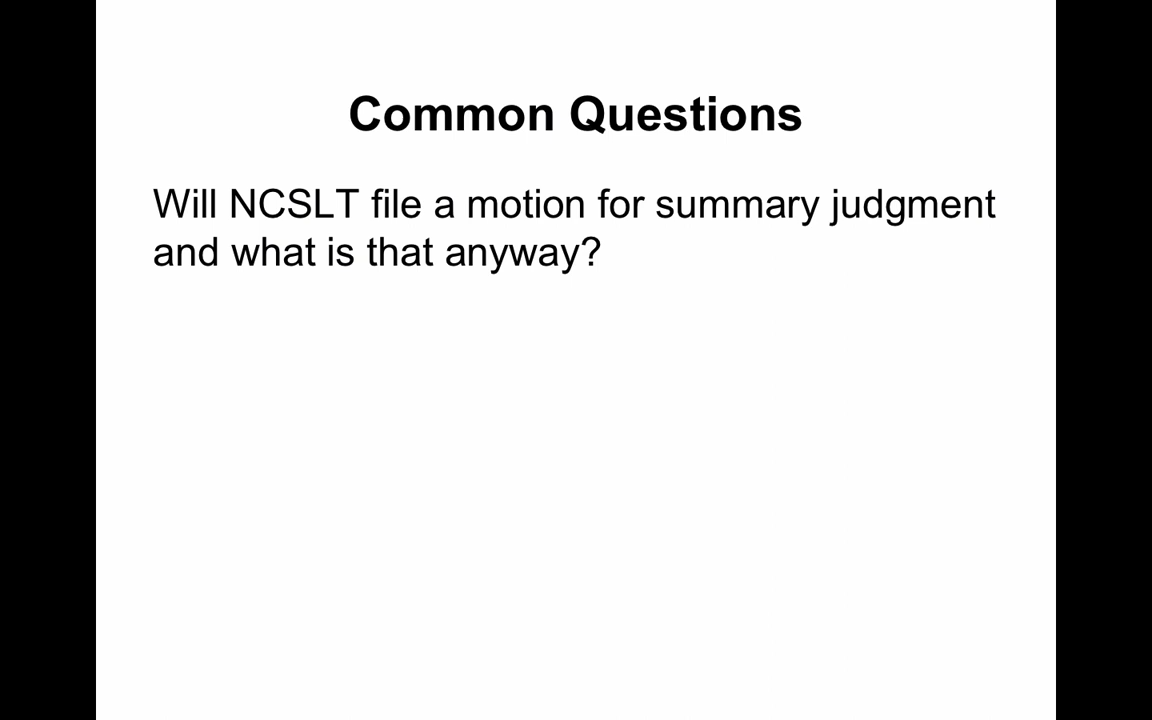 Common Questions
Will NCSLT file a motion for summary judgment
and what is that anyway?